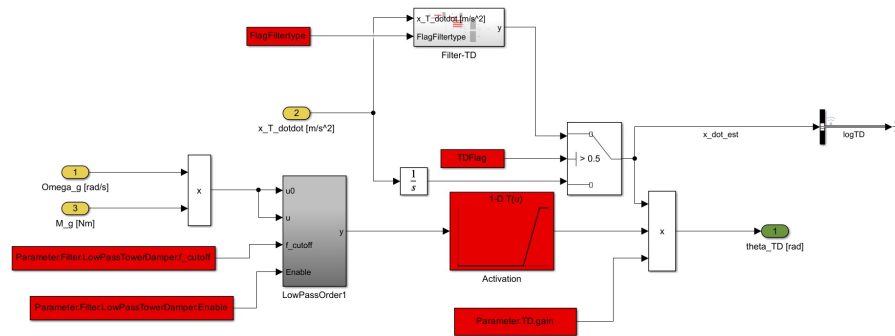 x_T_dotdot [m/s^2]
y
FlagFiltertype
FlagFiltertype
Filter-TD
2
x_T_dotdot [m/s^2]
TDFlag
> 0.5
x_dot_est
logTD
1
Omega_g [rad/s]
x
3
M_g [Nm]
1
s
u0
u
f_cutoff
Enable
y
LowPassOrder1
1-D T(u)
Activation
x
1
theta_TD [rad]
Parameter.Filter.LowPassTowerDamper.f_cutoff
Parameter.Filter.LowPassTowerDamper.Enable
Parameter.TD.gain